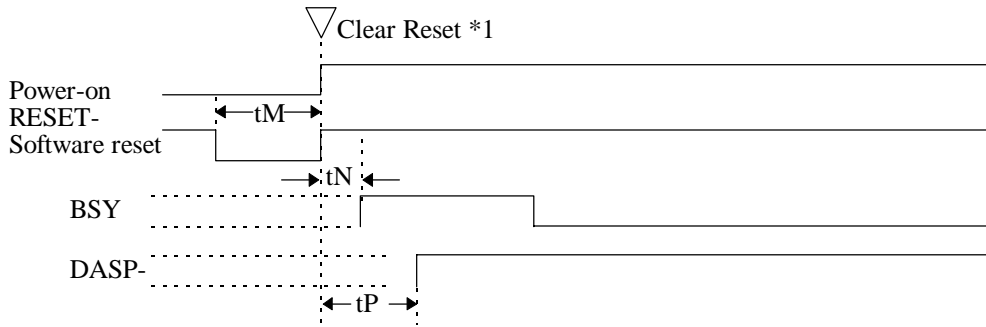 Clear Reset *1
Power-on
RESET-
Software reset
tM
tN
BSY
DASP-
tP